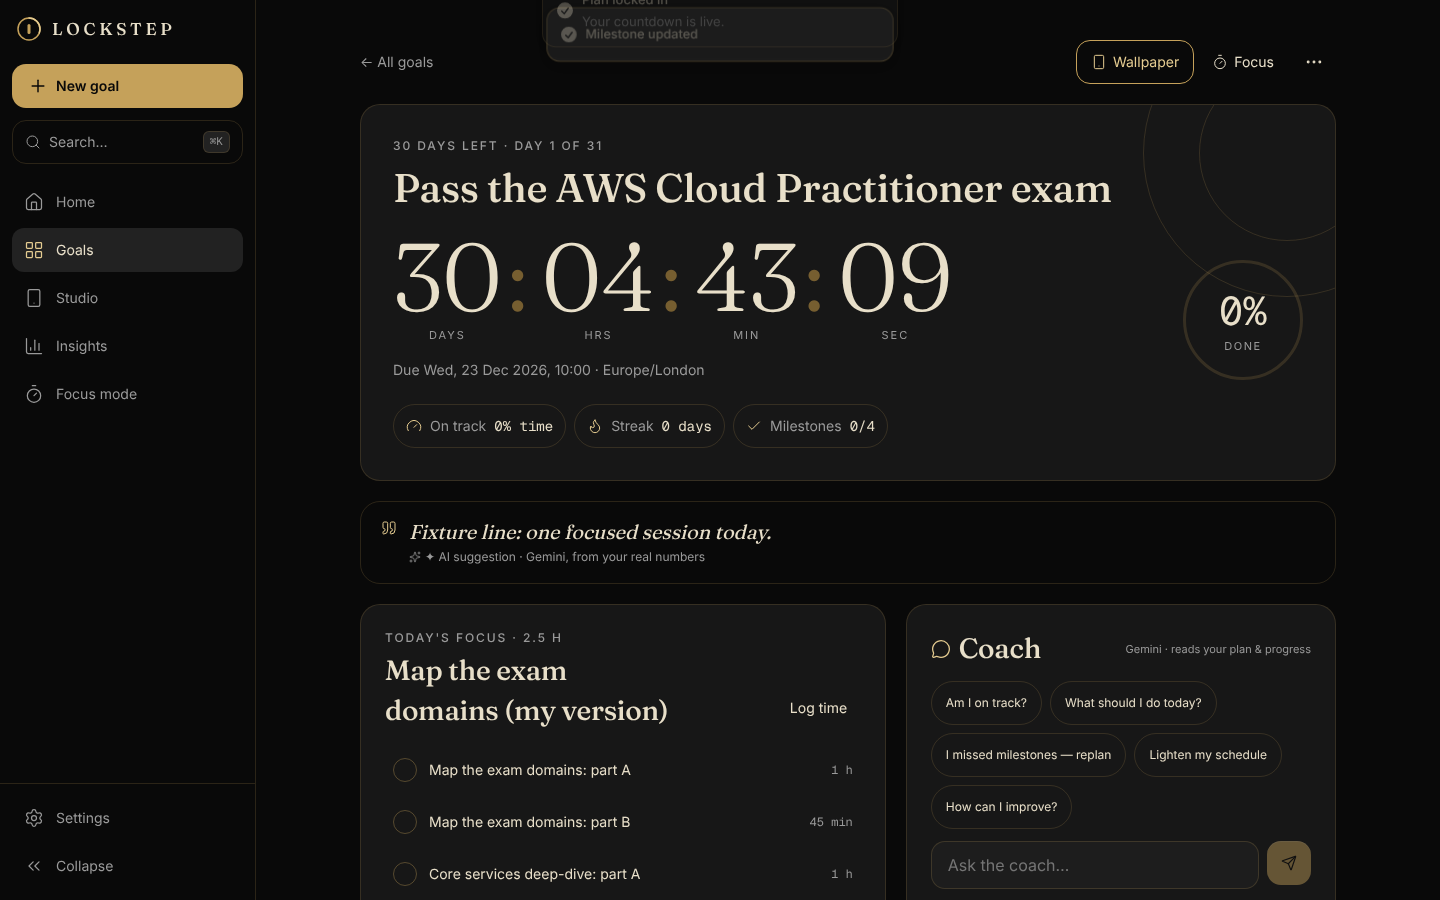 LOCKSTEP
New goal
Search...
⌘K
Home
Goals
Studio
Insights
Focus mode
Settings
Collapse
Plan locked in
Your countdown is live.
Milestone updated
← All goals
Wallpaper
Focus
30 DAYS LEFT · DAY 1 OF 31
Pass the AWS Cloud Practitioner exam
30:04:43:09
DAYS HRS MIN SEC
0%
DONE
Due Wed, 23 Dec 2026, 10:00 · Europe/London
On track 0% time
Streak 0 days
Milestones 0/4
Fixture line: one focused session today.
✦ AI suggestion · Gemini, from your real numbers
TODAY'S FOCUS · 2.5 H
Map the exam
domains (my version)
Log time
Map the exam domains: part A 1 h
Map the exam domains: part B 45 min
Core services deep-dive: part A 1 h
Coach
Gemini · reads your plan & progress
Am I on track?
What should I do today?
I missed milestones — replan
Lighten my schedule
How can I improve?
Ask the coach...